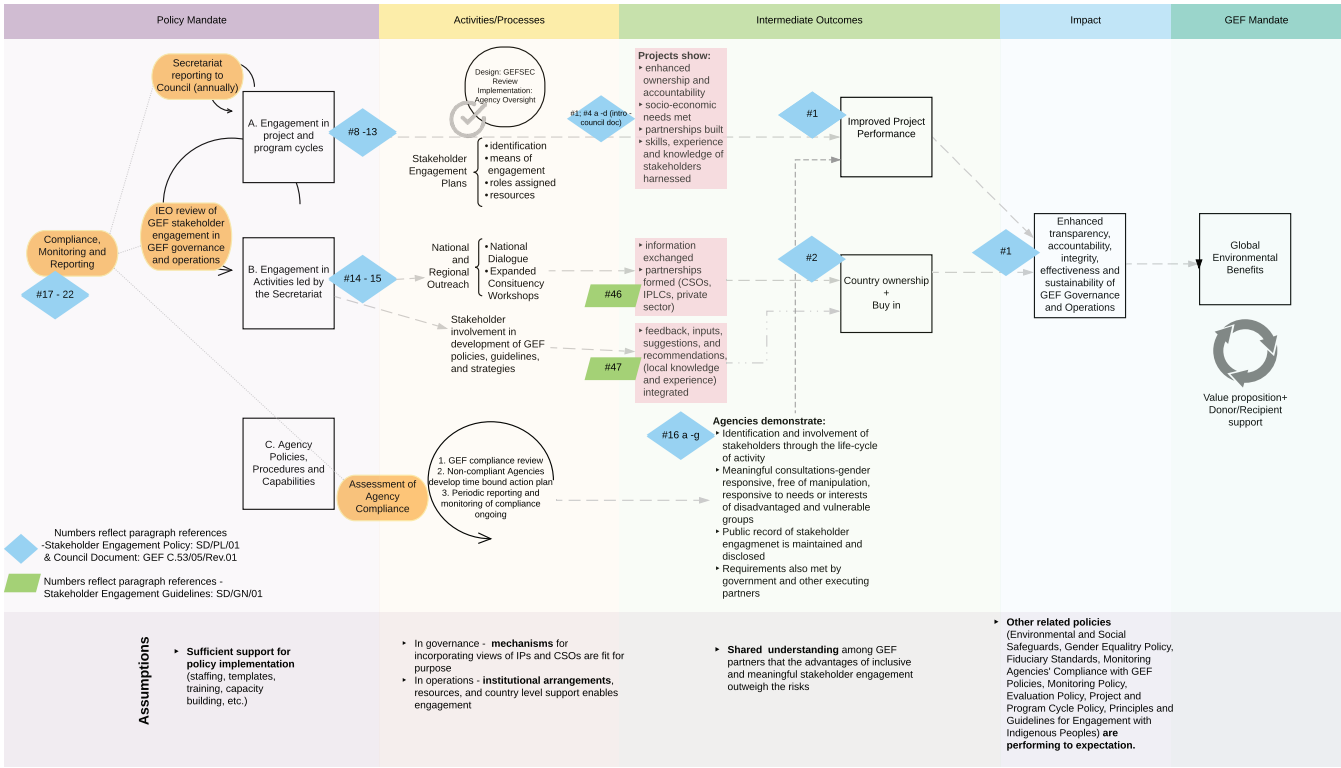 Policy Mandate
Activities/Processes
Intermediate Outcomes
Impact
GEF Mandate
Secretariat
reporting to
Council (annually)
A. Engagement in
project and
program cycles
#8 -13
IEO review of
GEF stakeholder
engagement in
GEF governance
and operations
Compliance,
Monitoring and
Reporting
#17 - 22
B. Engagement in
Activities led by
the Secretariat
#14 - 15
C. Agency
Policies,
Procedures and
Capabilities
Assessment of
Agency
Compliance
Design: GEFSEC
Review
Implementation:
Agency Oversight
Stakeholder
Engagement
Plans
• identification
• means of
engagement
• roles assigned
• resources
National
and
Regional
Outreach
• National
Dialogue
• Expanded
Consituency
Workshops
Stakeholder
involvement in
development of GEF
policies, guidelines,
and strategies
1. GEF compliance review
2. Non-compliant Agencies
develop time bound action plan
3. Periodic reporting and
monitoring of compliance
ongoing
#1; #4 a -d (intro -
council doc)
Projects show:
‣ enhanced
ownership and
accountability
‣ socio-economic
needs met
‣ partnerships built
‣ skills, experience
and knowledge of
stakeholders
harnessed
#1
Improved Project
Performance
‣ information
exchanged
‣ partnerships
formed (CSOs,
IPLCs, private
sector)
#46
#2
Country ownership
+
Buy in
‣ feedback, inputs,
suggestions, and
recommendations,
(local knowledge
and experience)
integrated
#47
#16 a -g
Agencies demonstrate:
‣ Identification and involvement of
stakeholders through the life-cycle
of activity
‣ Meaningful consultations-gender
responsive, free of manipulation,
responsive to needs or interests
of disadvantaged and vulnerable
groups
‣ Public record of stakeholder
engagmenet is maintained and
disclosed
‣ Requirements also met by
government and other executing
partners
#1
Enhanced
transparency,
accountability,
integrity,
effectiveness and
sustainability of
GEF Governance
and Operations
Global
Environmental
Benefits
Value proposition+
Donor/Recipient
support
Numbers reflect paragraph references
-Stakeholder Engagement Policy: SD/PL/01
& Council Document: GEF C.53/05/Rev.01
Numbers reflect paragraph references -
Stakeholder Engagement Guidelines: SD/GN/01
Assumptions
‣ Sufficient support for
policy implementation
(staffing, templates,
training, capacity
building, etc.)
‣ In governance - mechanisms for
incorporating views of IPs and CSOs are fit for
purpose
‣ In operations - institutional arrangements,
resources, and country level support enables
engagement
‣ Shared understanding among GEF
partners that the advantages of inclusive
and meaningful stakeholder engagement
outweigh the risks
‣ Other related policies
(Environmental and Social
Safeguards, Gender Equality Policy,
Fiduciary Standards, Monitoring
Agencies' Compliance with GEF
Policies, Monitoring Policy,
Evaluation Policy, Project and
Program Cycle Policy, Principles and
Guidelines for Engagement with
Indigenous Peoples) are
performing to expectation.